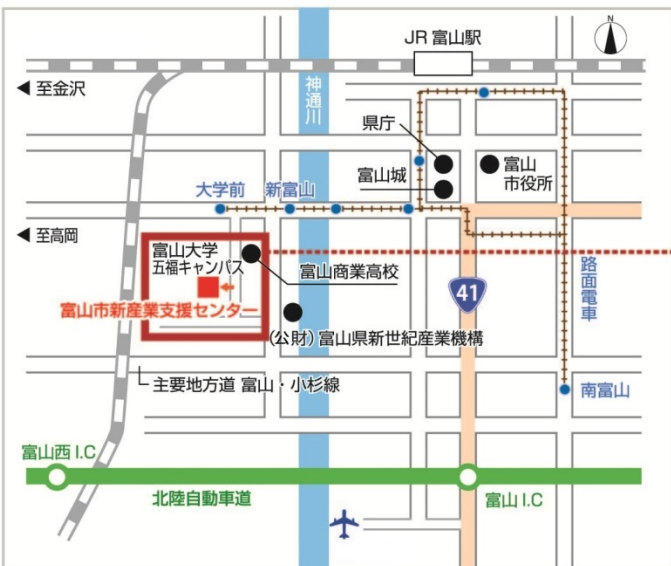 JR 富山駅
N
◀ 至金沢
神通川
県庁
富山城
富山
市役所
大学前
新富山
◀ 至高岡
富山大学
五福キャンパス
富山商業高校
路面電車
41
富山市新産業支援センター
(公財)富山県新世紀産業機構
主要地方道 富山・小杉線
南富山
富山西 I.C
北陸自動車道
富山 I.C